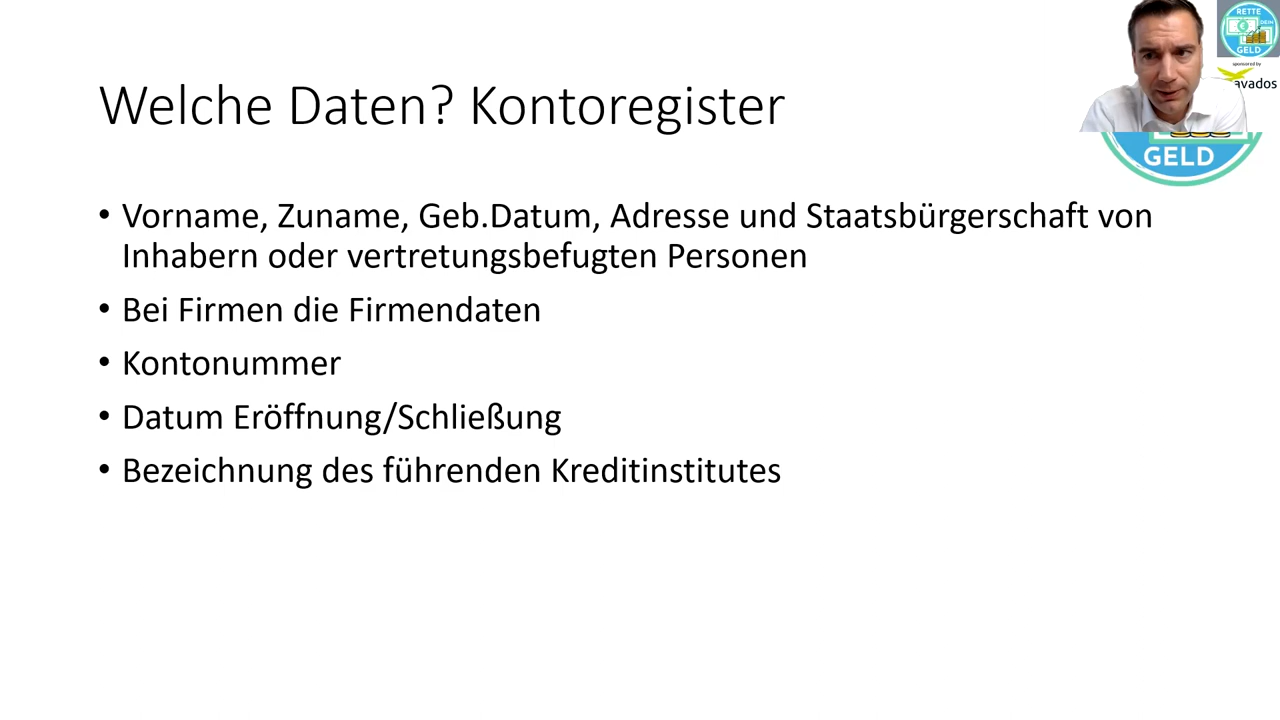 Welche Daten? Kontoregister
• Vorname, Zuname, Geb.Datum, Adresse und Staatsbürgerschaft von
Inhabern oder vertretungsbefugten Personen
• Bei Firmen die Firmendaten
• Kontonummer
• Datum Eröffnung/Schließung
• Bezeichnung des führenden Kreditinstitutes
RETTE
DEIN
GELD
sponsored by
GELD